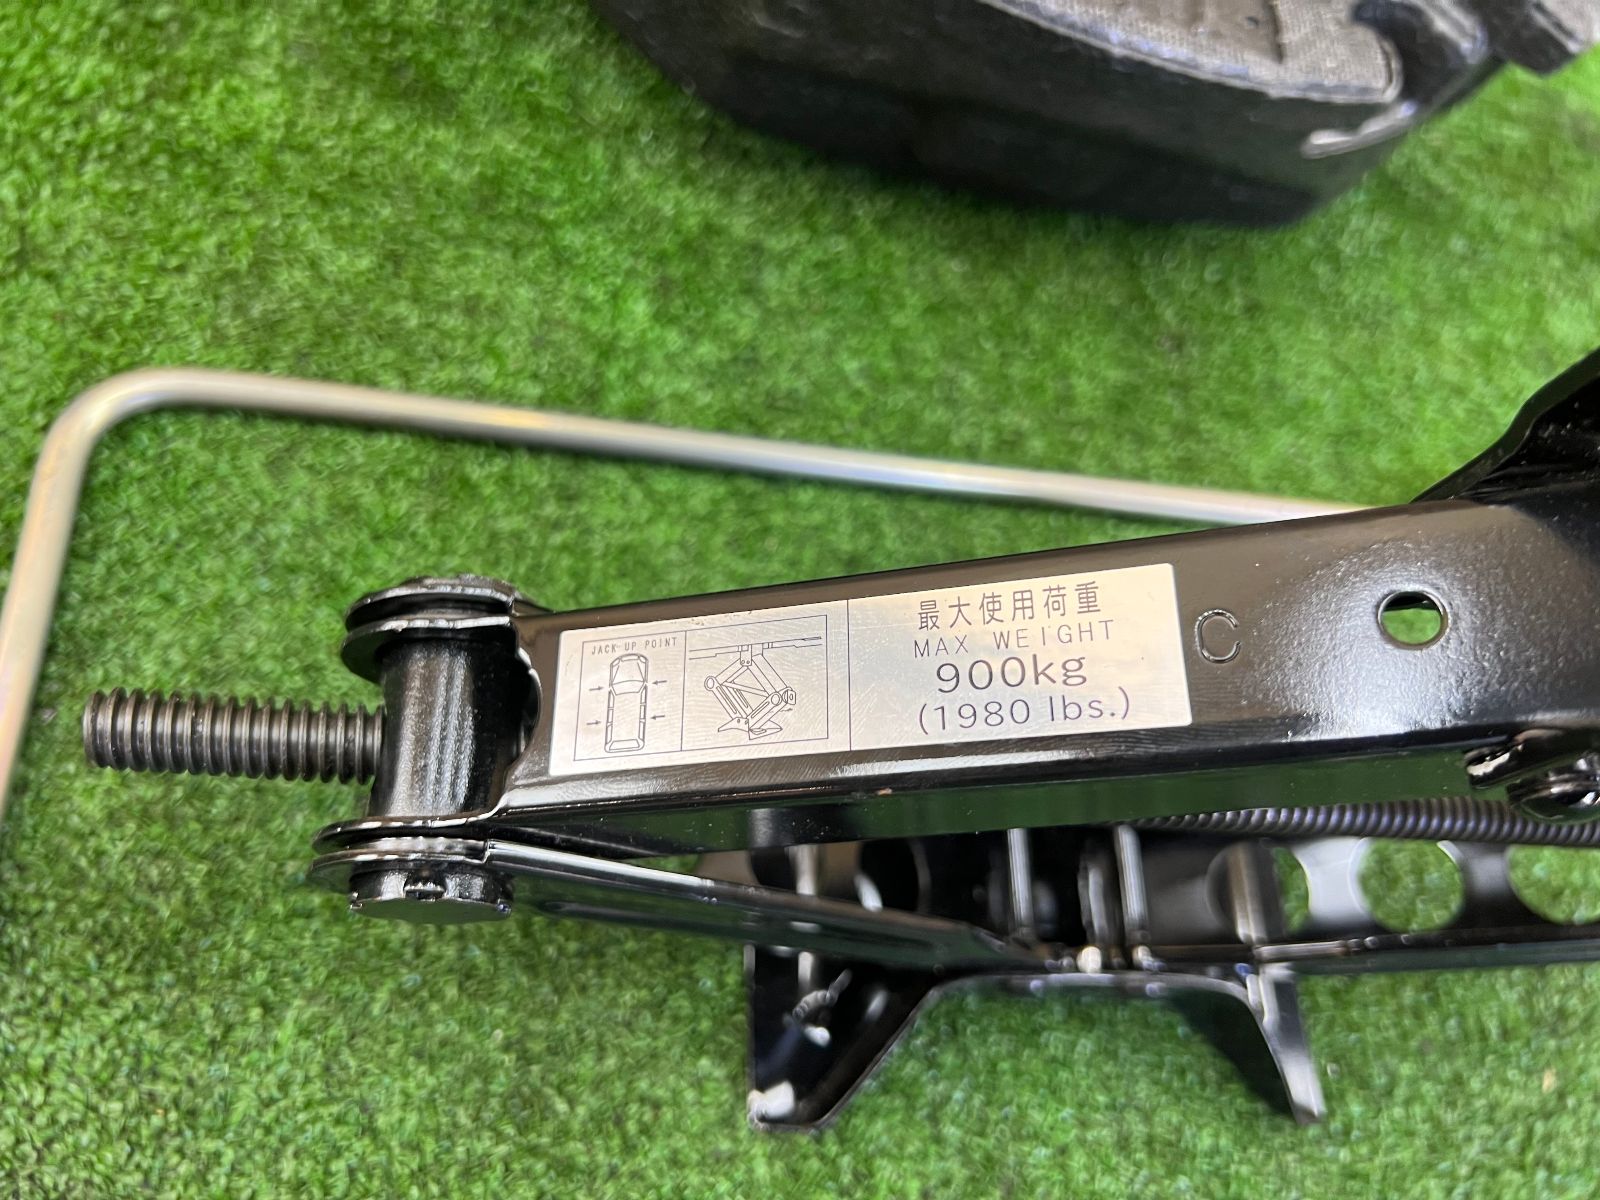 JACK UP POINT
最大使用荷重
MAX WEIGHT
900kg
(1980 lbs.)
C